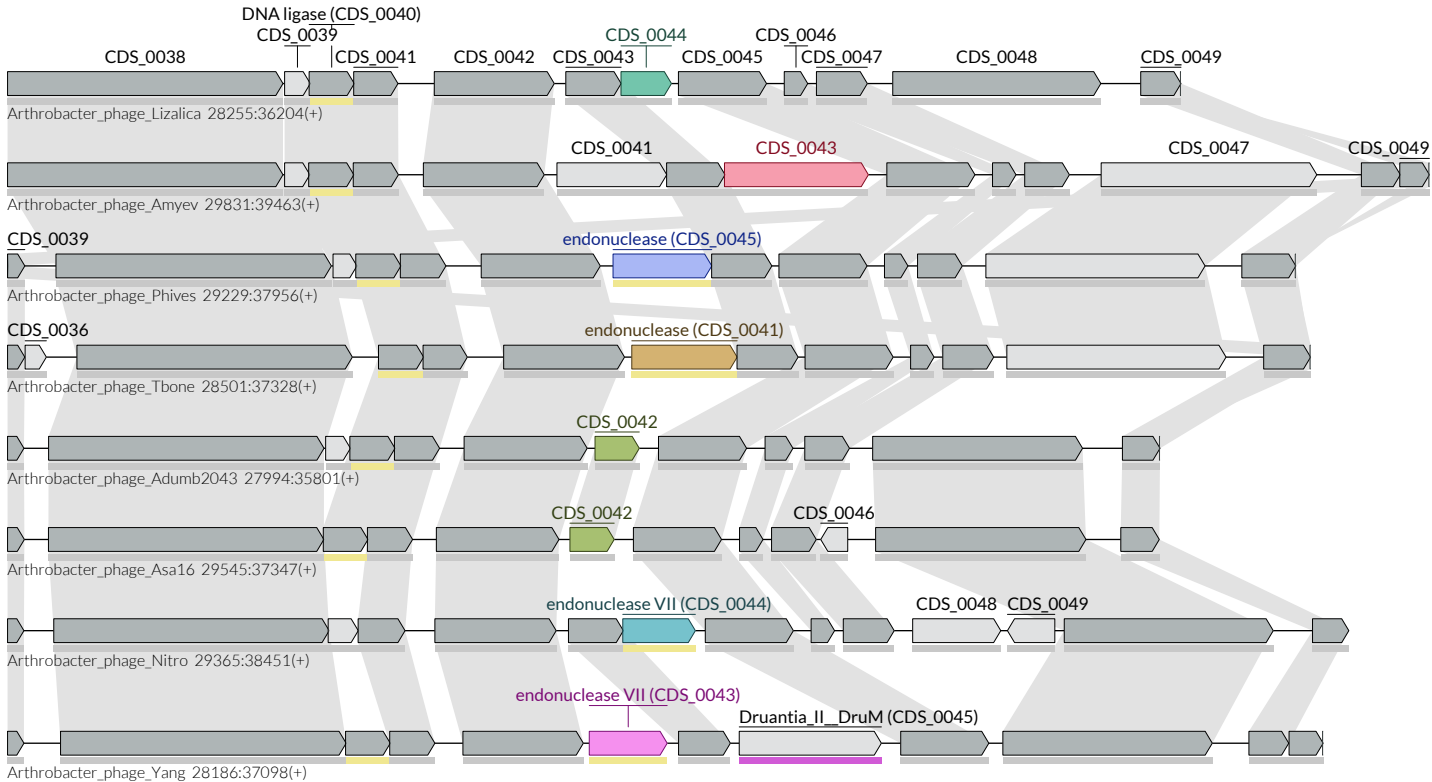 DNA ligase (CDS_0040)
CDS_0039 CDS_0044 CDS_0046
CDS_0038 CDS_0041 CDS_0042 CDS_0043 CDS_0045 CDS_0047 CDS_0048 CDS_0049
Arthrobacter_phage_Lizalica 28255:36204(+)
CDS_0041 CDS_0043 CDS_0047 CDS_0049
Arthrobacter_phage_Amyev 29831:39463(+)
CDS_0039 endonuclease (CDS_0045)
Arthrobacter_phage_Phives 29229:37956(+)
CDS_0036 endonuclease (CDS_0041)
Arthrobacter_phage_Tbone 28501:37328(+)
CDS_0042
Arthrobacter_phage_Adumb2043 27994:35801(+)
CDS_0042 CDS_0046
Arthrobacter_phage_Asa16 29545:37347(+)
endonuclease VII (CDS_0044) CDS_0048 CDS_0049
Arthrobacter_phage_Nitro 29365:38451(+)
endonuclease VII (CDS_0043)
Druantia_II__DruM (CDS_0045)
Arthrobacter_phage_Yang 28186:37098(+)